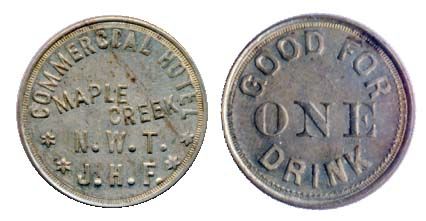 COMMERCIAL HOTEL
MAPLE
CREEK
N.W.T.
J.H.F.
GOOD FOR
ONE
DRINK